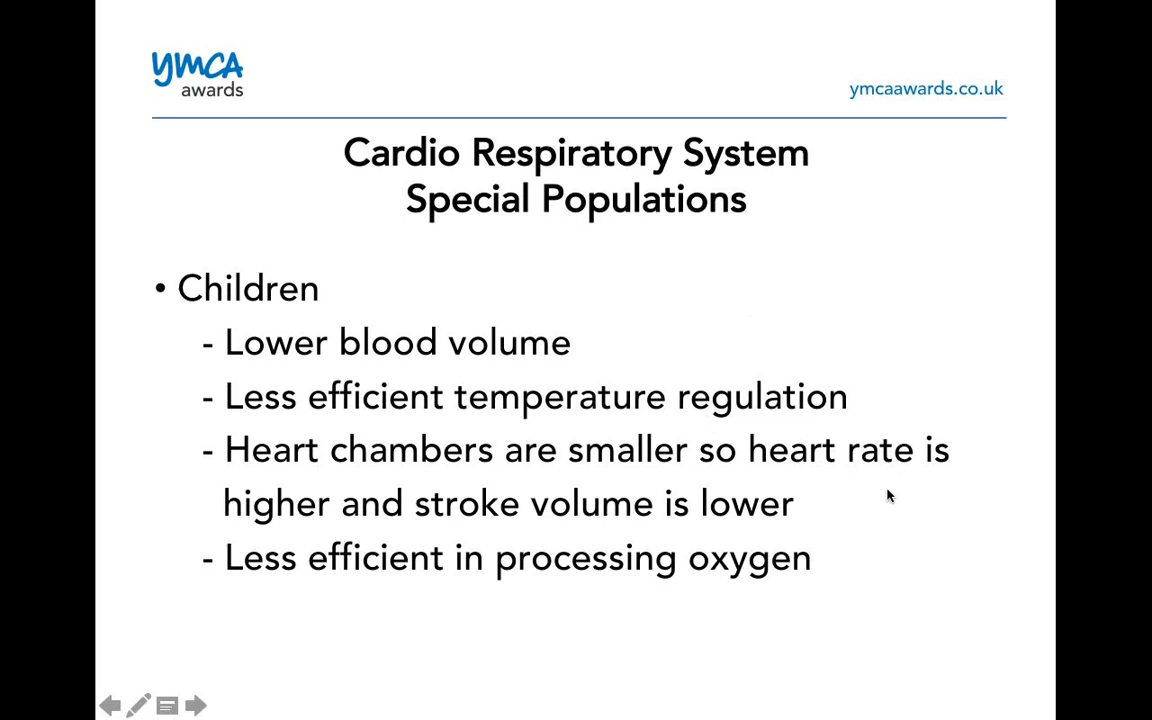 ymca
awards
ymcaawards.co.uk
Cardio Respiratory System
Special Populations
• Children
- Lower blood volume
- Less efficient temperature regulation
- Heart chambers are smaller so heart rate is
higher and stroke volume is lower
- Less efficient in processing oxygen